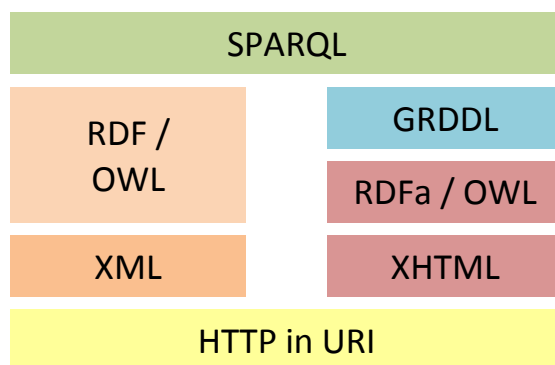 SPARQL
RDF /
OWL
GRDDL
RDFa / OWL
XML
XHTML
HTTP in URI